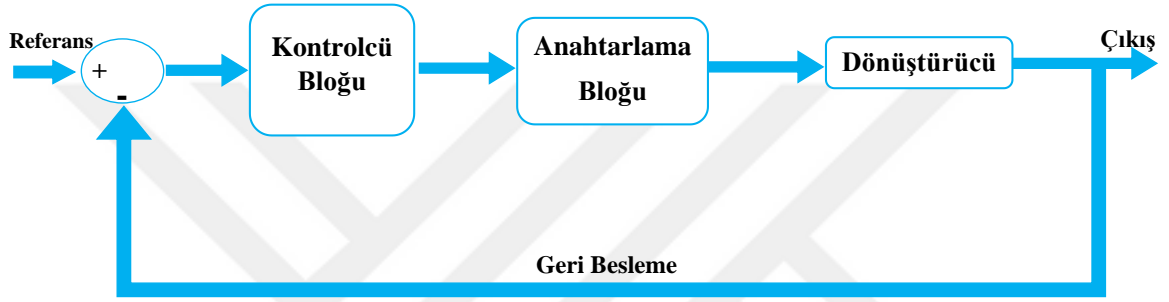 Referans
+
-
Kontrolcü
Bloğu
Anahtarlama
Bloğu
Dönüştürücü
Çıkış
Geri Besleme